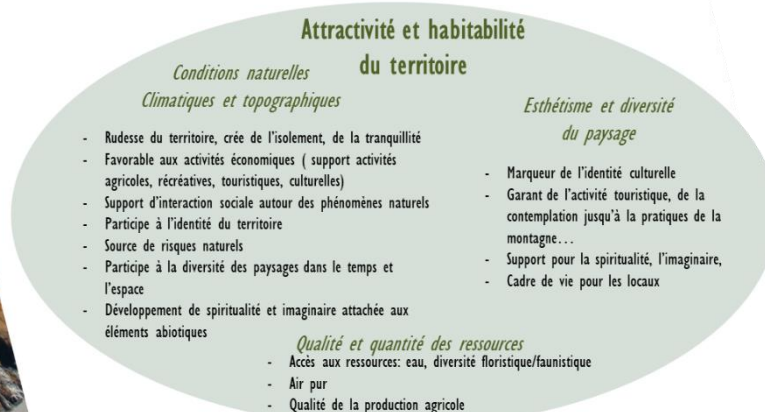 Attractivité et habitabilité
du territoire
Conditions naturelles
Climatiques et topographiques
- Rudesse du territoire, crée de l'isolement, de la tranquillité
- Favorable aux activités économiques ( support activités
agricoles, récréatives, touristiques, culturelles)
- Support d'interaction sociale autour des phénomènes naturels
- Participe à l'identité du territoire
- Source de risques naturels
- Participe à la diversité des paysages dans le temps et
l'espace
- Développement de spiritualité et imaginaire attachée aux
éléments abiotiques
Esthétisme et diversité
du paysage
- Marqueur de l'identité culturelle
- Garant de l'activité touristique, de la
contemplation jusqu'à la pratiques de la
montagne…
- Support pour la spiritualité, l'imaginaire,
- Cadre de vie pour les locaux
Qualité et quantité des ressources
- Accès aux ressources: eau, diversité floristique/faunistique
- Air pur
- Qualité de la production agricole